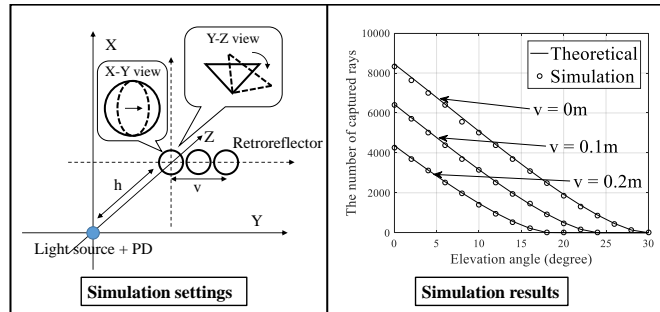 X
Y-Z view
X-Y view
Z
Retroreflector
h
v
Y
Light source + PD
Simulation settings
The number of captured rays
10000
8000
6000
4000
2000
0
Theoretical
Simulation
v = 0m
v = 0.1m
v = 0.2m
0
5
10
15
20
25
30
Elevation angle (degree)
Simulation results